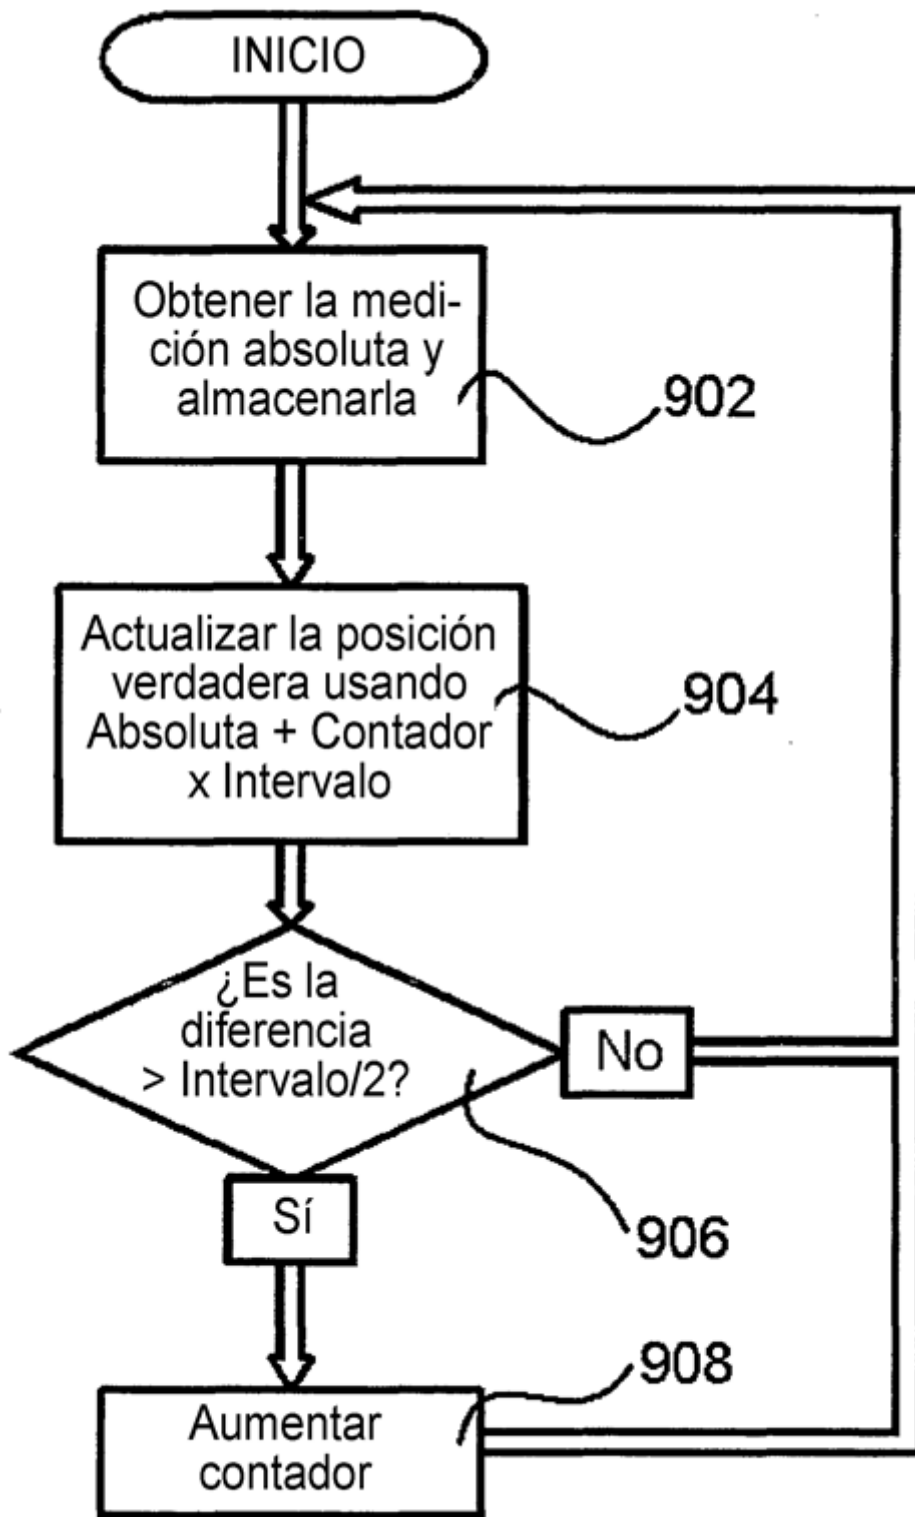 INICIO
Obtener la medi-
ción absoluta y
almacenarla
902
Actualizar la posición
verdadera usando
Absoluta + Contador
x Intervalo
904
¿Es la
diferencia
> Intervalo/2?
No
906
Sí
908
Aumentar
contador